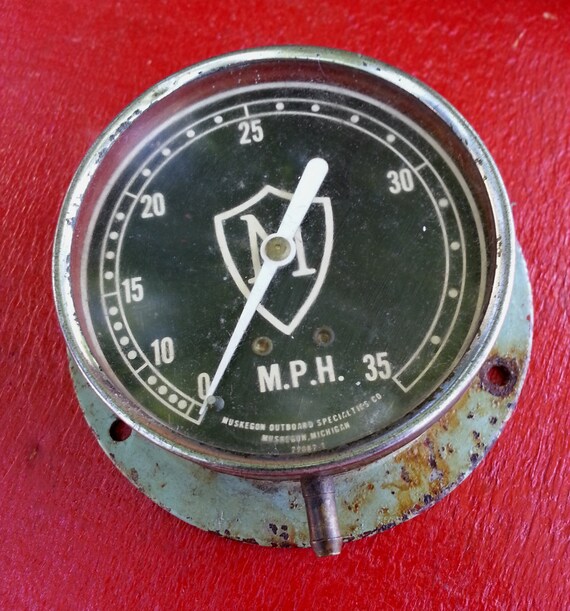 25
30
20
M
15
10
0
M.P.H.
35
MUSKEGON OUTBOARD SPECIALTIES CO
MUSKEGON, MICHIGAN